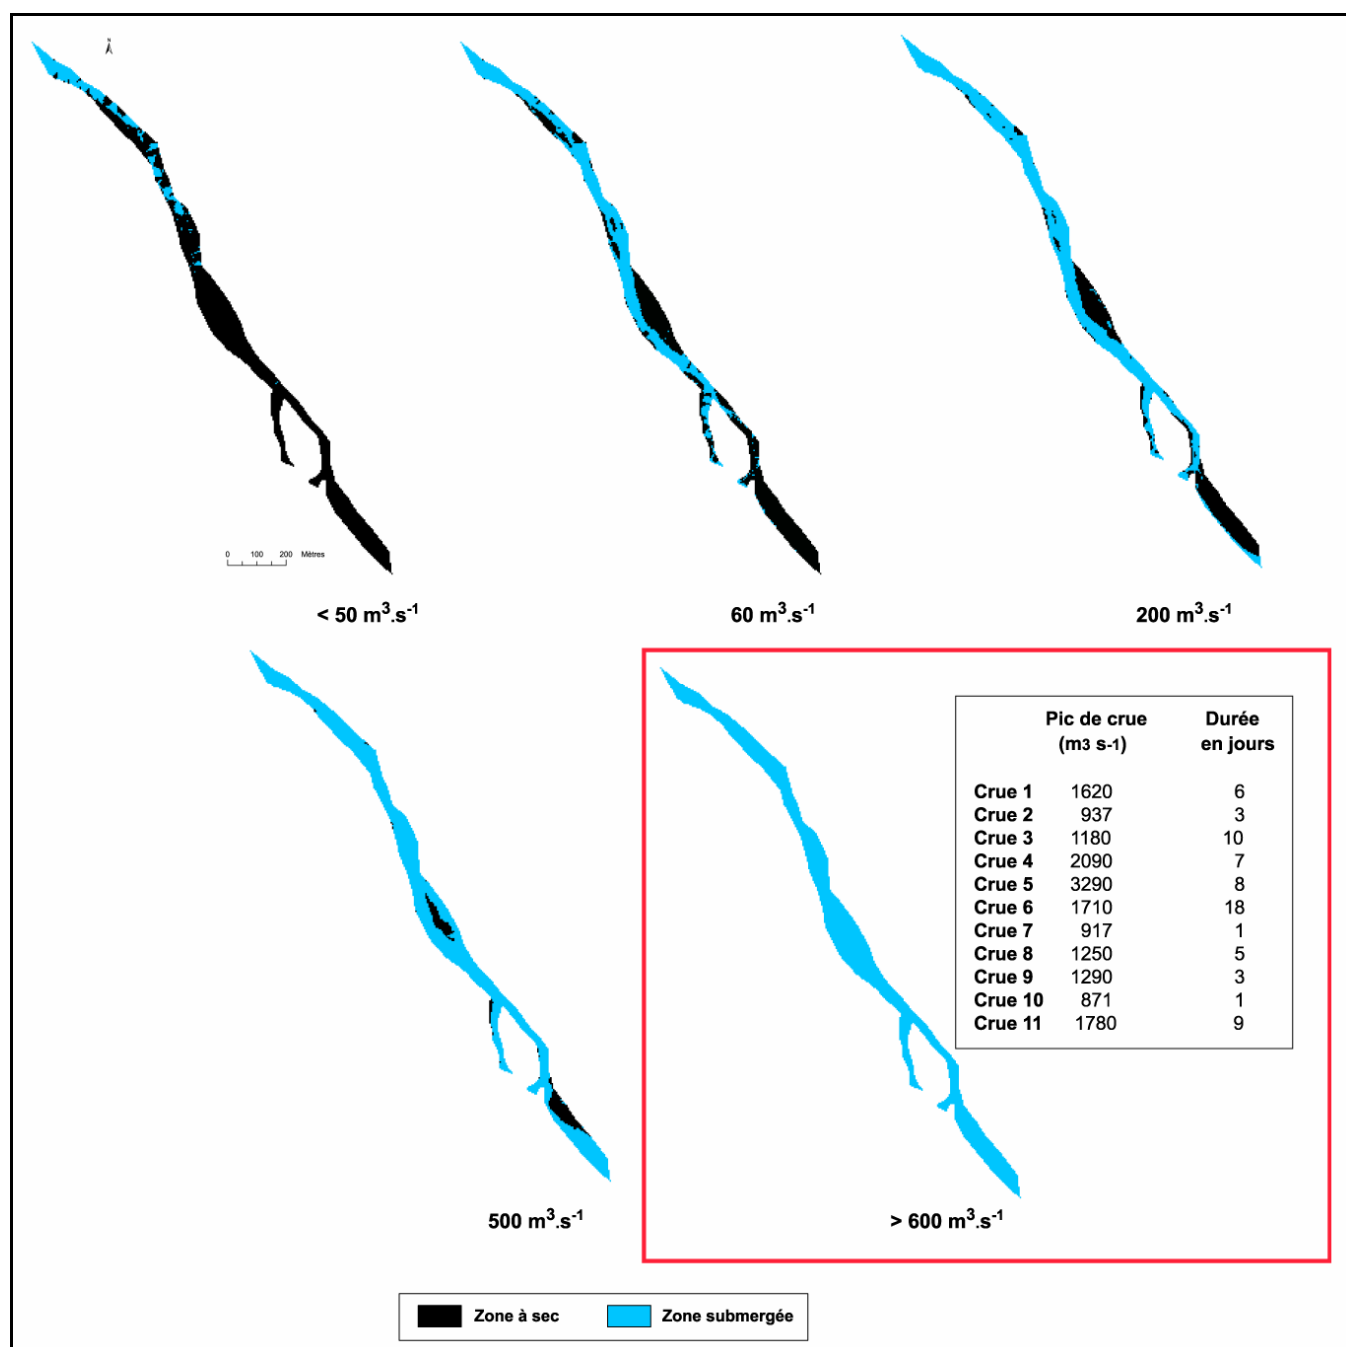 0 100 200 Mètres
< 50 m³.s⁻¹
60 m³.s⁻¹
200 m³.s⁻¹
Pic de crue Durée
(m3 s-1) en jours
Crue 1 1620 6
Crue 2 937 3
Crue 3 1180 10
Crue 4 2090 7
Crue 5 3290 8
Crue 6 1710 18
Crue 7 917 1
Crue 8 1250 5
Crue 9 1290 3
Crue 10 871 1
Crue 11 1780 9
500 m³.s⁻¹
> 600 m³.s⁻¹
Zone à sec Zone submergée